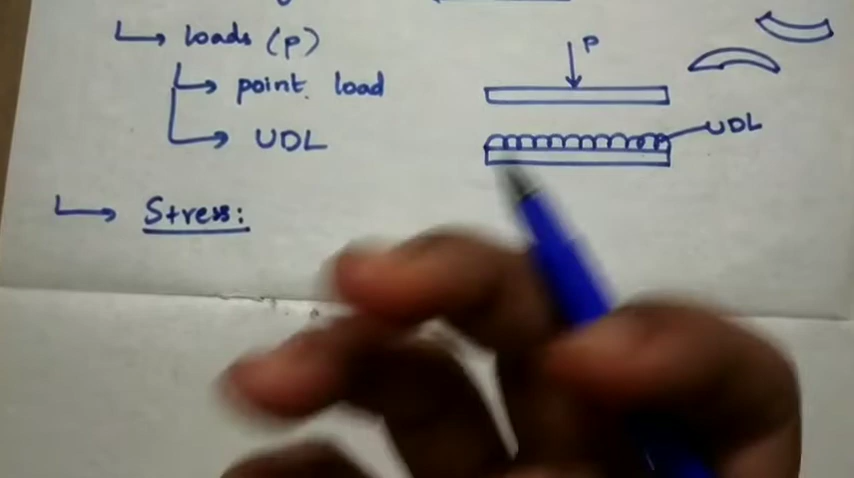 loads (P)
P
point load
UDL
UDL
Stress: